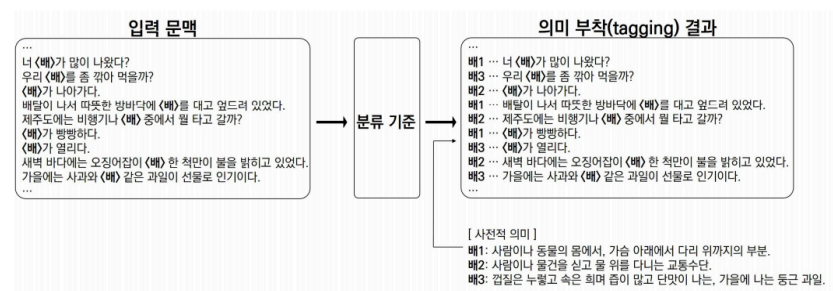 입력 문맥
…
너 <배>가 많이 나왔다?
우리 <배>를 좀 깎아 먹을까?
<배>가 나아가다.
배탈이 나서 따뜻한 방바닥에 <배>를 대고 엎드려 있었다.
제주도에는 비행기나 <배> 중에서 뭘 타고 갈까?
<배>가 빵빵하다.
<배>가 열리다.
새벽 바다에는 오징어잡이 <배> 한 척만이 불을 밝히고 있었다.
가을에는 사과와 <배> 같은 과일이 선물로 인기이다.
…
분류 기준
의미 부착(tagging) 결과
…
배1 … 너 <배>가 많이 나왔다?
배3 … 우리 <배>를 좀 깎아 먹을까?
배2 … <배>가 나아가다.
배1 … 배탈이 나서 따뜻한 방바닥에 <배>를 대고 엎드려 있었다.
배2 … 제주도에는 비행기나 <배> 중에서 뭘 타고 갈까?
배1 … <배>가 빵빵하다.
배3 … <배>가 열리다.
배2 … 새벽 바다에는 오징어잡이 <배> 한 척만이 불을 밝히고 있었다.
배3 … 가을에는 사과와 <배> 같은 과일이 선물로 인기이다.
…
[ 사전적 의미 ]
배1: 사람이나 동물의 몸에서, 가슴 아래에서 다리 위까지의 부분.
배2: 사람이나 물건을 싣고 물 위를 다니는 교통수단.
배3: 껍질은 누렇고 속은 희며 즙이 많고 단맛이 나는, 가을에 나는 둥근 과일.